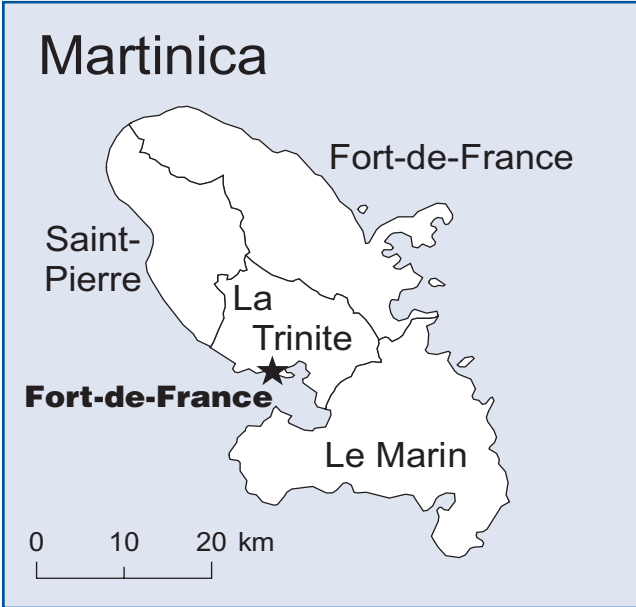 Martinica
Fort-de-France
Saint-
Pierre
La
Trinite
Fort-de-France
Le Marin
0 10 20 km